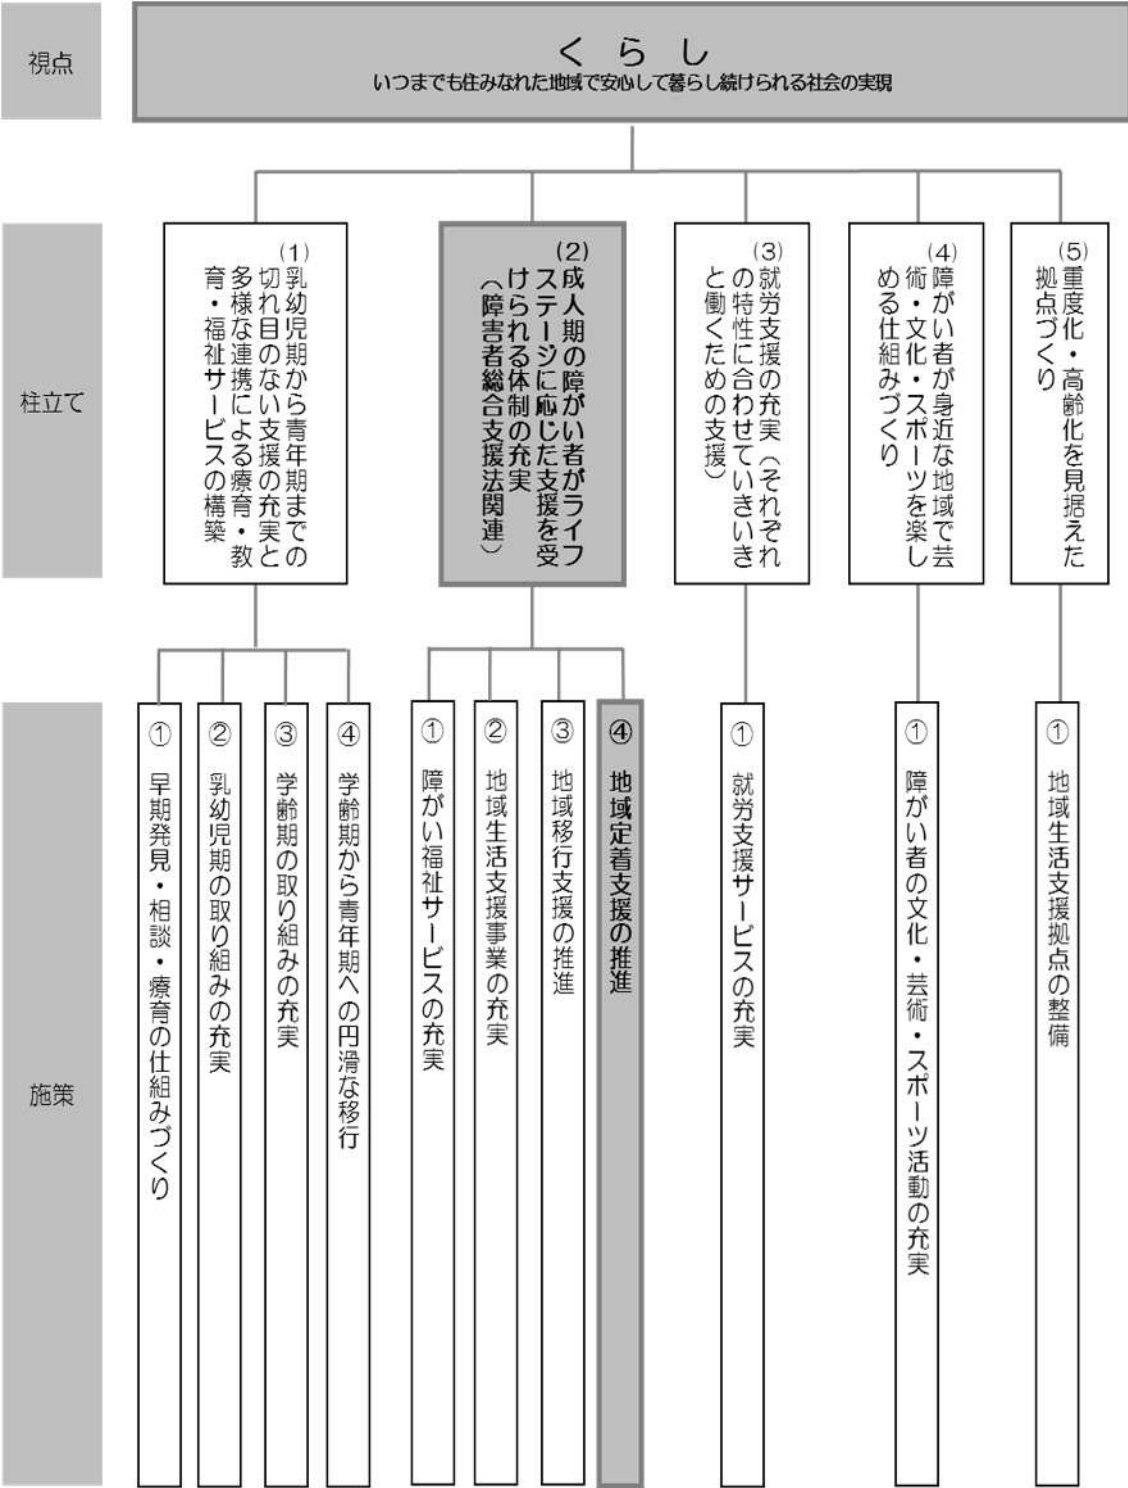 視点
くらし
いつまでも住みなれた地域で安心して暮らし続けられる社会の実現
柱立て
(1)
乳幼児期から青年期までの
切れ目のない支援の充実と
多様な連携による療育・教
育・福祉サービスの構築
(2)
成人期の障がい者がライフ
ステージに応じた支援を受
けられる体制の充実
（障害者総合支援法関連）
(3)
就労支援の充実（それぞれ
の特性に合わせていきいき
と働くための支援）
(4)
障がい者が身近な地域で芸
術・文化・スポーツを楽し
める仕組みづくり
(5)
重度化・高齢化を見据えた
拠点づくり
施策
① 早期発見・相談・療育の仕組みづくり
② 乳幼児期の取り組みの充実
③ 学齢期の取り組みの充実
④ 学齢期から青年期への円滑な移行
① 障がい福祉サービスの充実
② 地域生活支援事業の充実
③ 地域移行支援の推進
④ 地域定着支援の推進
① 就労支援サービスの充実
① 障がい者の文化・芸術・スポーツ活動の充実
① 地域生活支援拠点の整備